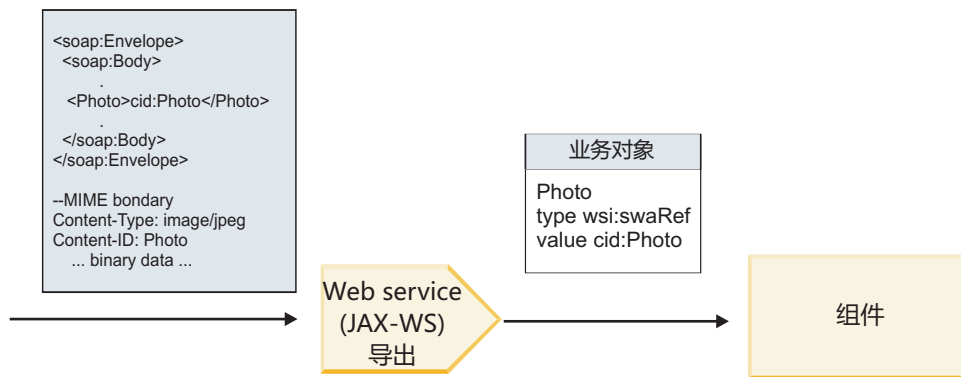 <soap:Envelope>
<soap:Body>
.
<Photo>cid:Photo</Photo>
.
</soap:Body>
</soap:Envelope>
--MIME bondary
Content-Type: image/jpeg
Content-ID: Photo
... binary data ...
业务对象
Photo
type wsi:swaRef
value cid:Photo
Web service
(JAX-WS)
导出
组件